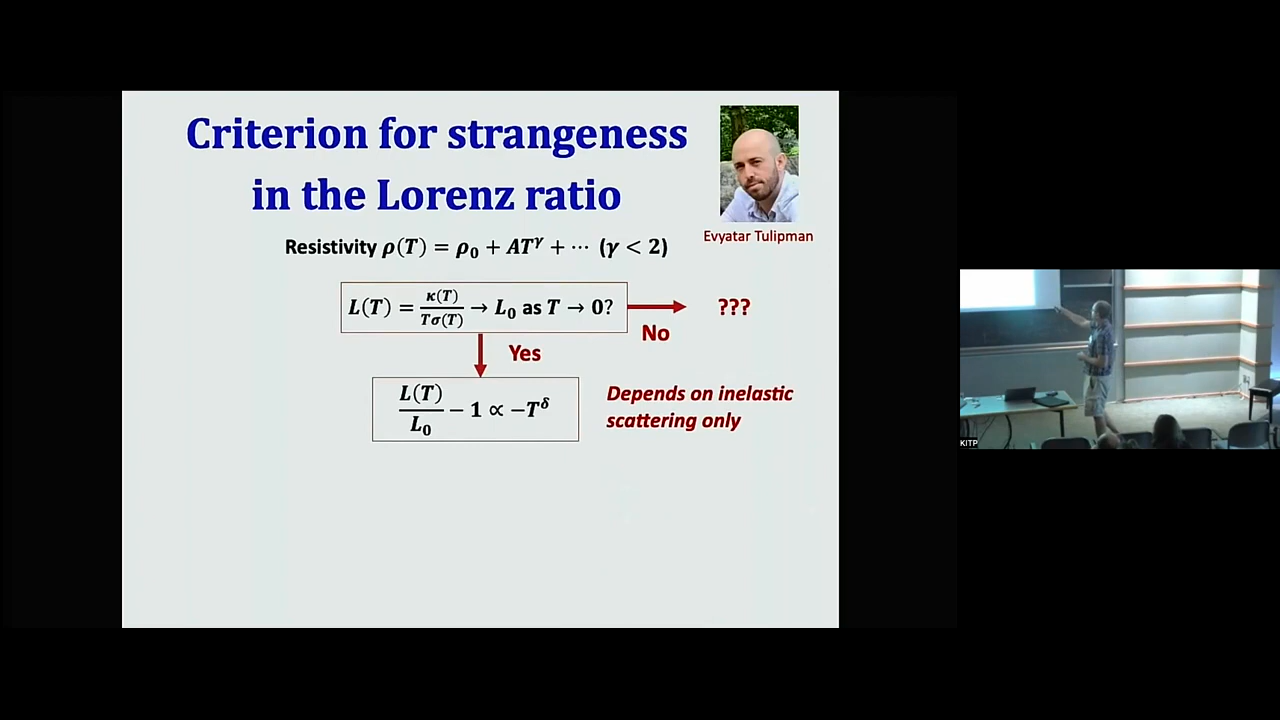 Criterion for strangeness
in the Lorenz ratio
Evyatar Tulipman
Resistivity ρ(T) = ρ₀ + AT^γ + ⋯ (γ < 2)
L(T) = κ(T)/Tσ(T) → L₀ as T → 0?
???
No
Yes
L(T)/L₀ − 1 ∝ −T^δ
Depends on inelastic
scattering only
KITP